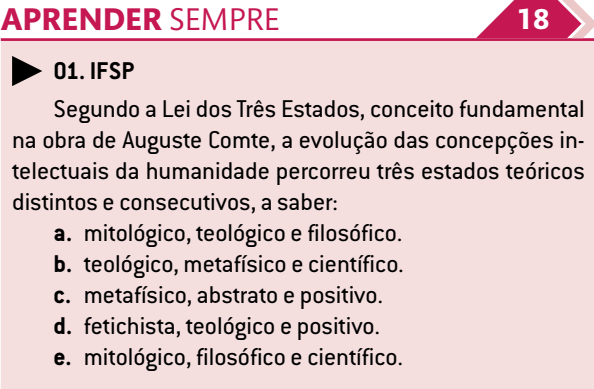 APRENDER SEMPRE 18
01. IFSP
Segundo a Lei dos Três Estados, conceito fundamental
na obra de Auguste Comte, a evolução das concepções in-
telectuais da humanidade percorreu três estados teóricos
distintos e consecutivos, a saber:
a. mitológico, teológico e filosófico.
b. teológico, metafísico e científico.
c. metafísico, abstrato e positivo.
d. fetichista, teológico e positivo.
e. mitológico, filosófico e científico.